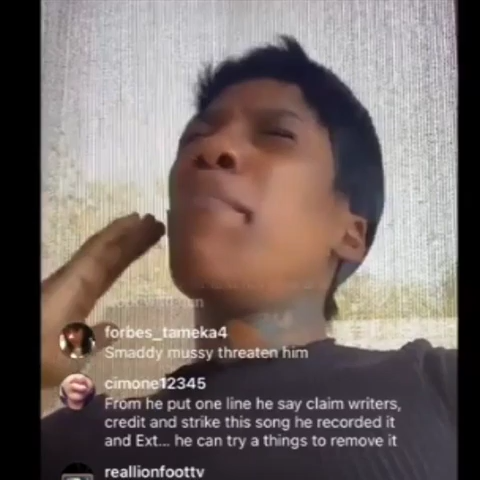 forbes_tameka4
Smaddy mussy threaten him
cimone12345
From he put one line he say claim writers,
credit and strike this song he recorded it
and Ext... he can try a things to remove it
reallionfoottv